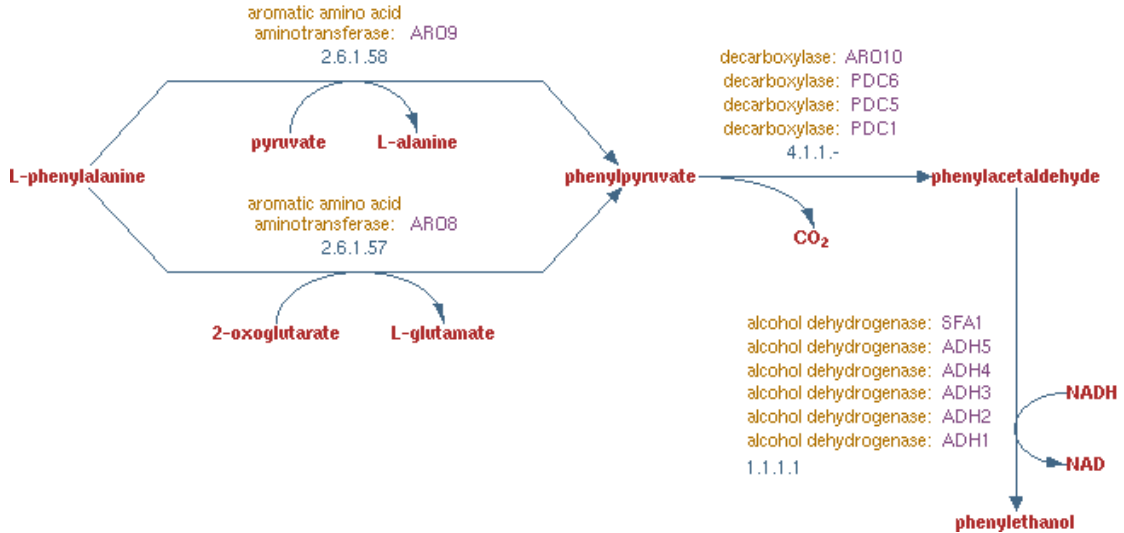 aromatic amino acid
aminotransferase: ARO9
2.6.1.58
pyruvate L-alanine
decarboxylase: ARO10
decarboxylase: PDC6
decarboxylase: PDC5
decarboxylase: PDC1
4.1.1.-
L-phenylalanine phenylpyruvate phenylacetaldehyde
CO₂
aromatic amino acid
aminotransferase: ARO8
2.6.1.57
2-oxoglutarate L-glutamate
alcohol dehydrogenase: SFA1
alcohol dehydrogenase: ADH5
alcohol dehydrogenase: ADH4
alcohol dehydrogenase: ADH3
alcohol dehydrogenase: ADH2
alcohol dehydrogenase: ADH1
1.1.1.1
NADH
NAD
phenylethanol